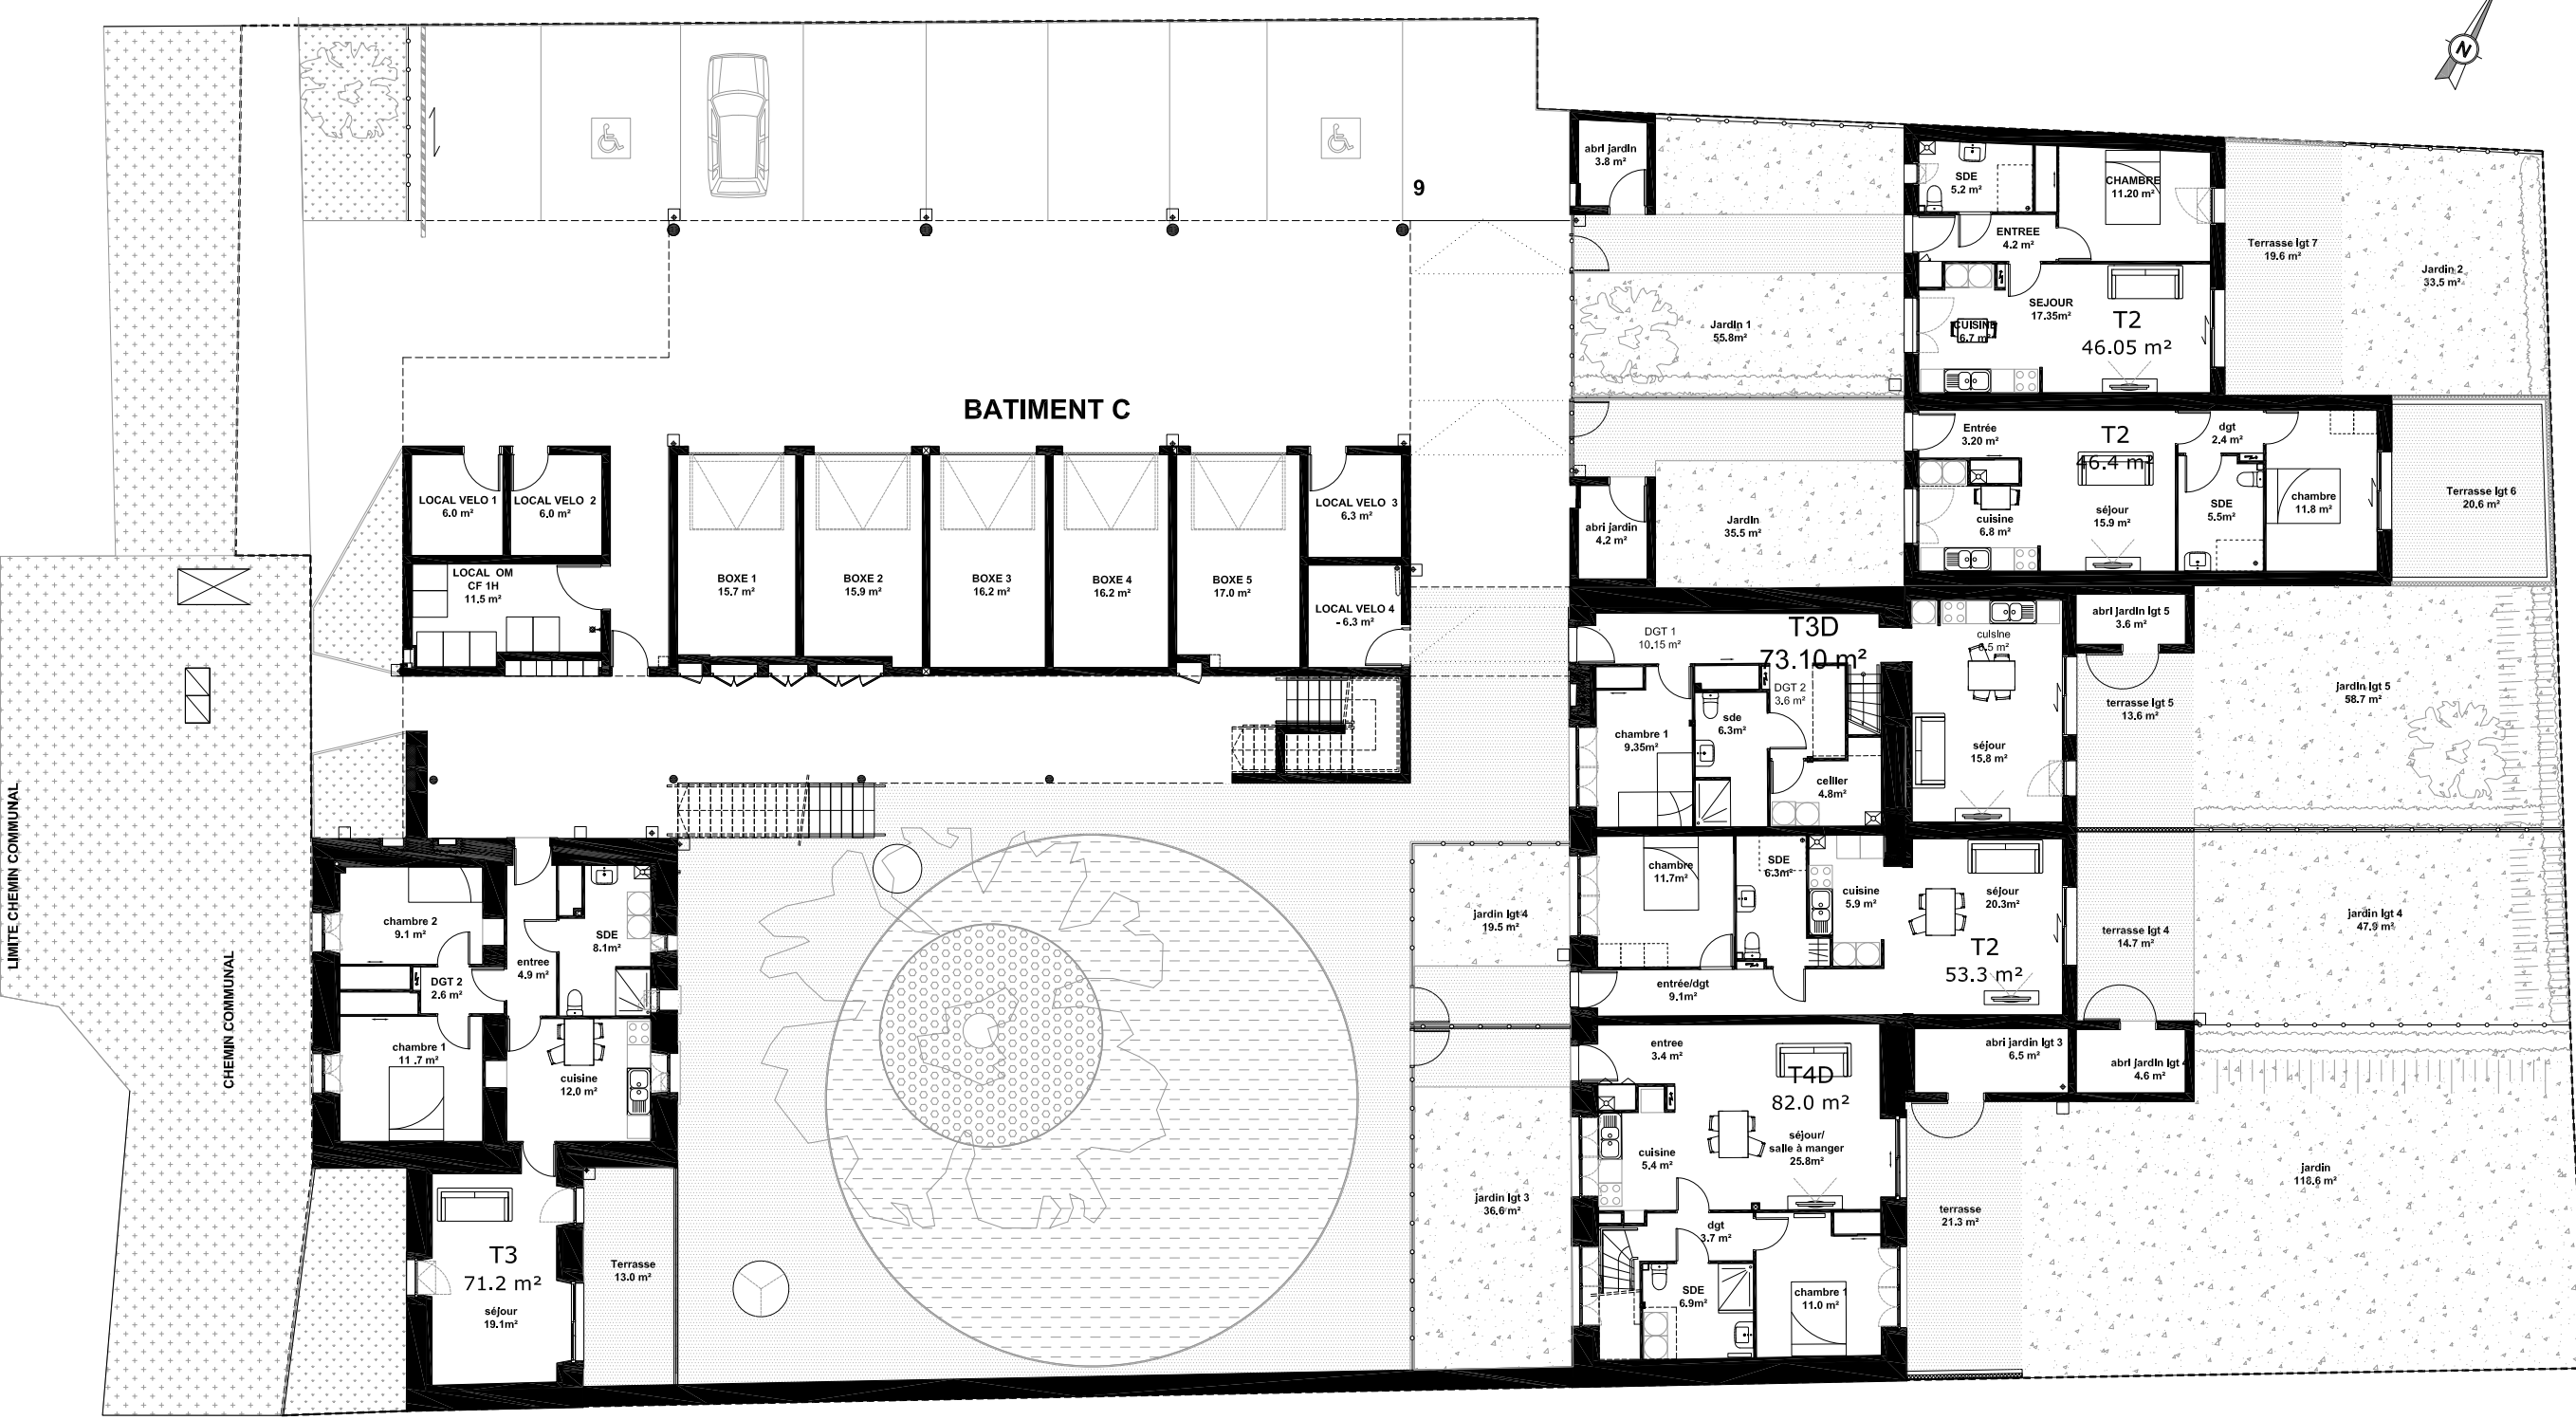 N
9
BATIMENT C
LOCAL VELO 1
6.0 m²
LOCAL VELO 2
6.0 m²
LOCAL OM
CF 1H
11.5 m²
BOXE 1
15.7 m²
BOXE 2
15.9 m²
BOXE 3
16.2 m²
BOXE 4
16.2 m²
BOXE 5
17.0 m²
LOCAL VELO 3
6.3 m²
LOCAL VELO 4
6.3 m²
LIMITE CHEMIN COMMUNAL
CHEMIN COMMUNAL
chambre 2
9.1 m²
DGT 2
2.6 m²
entree
4.9 m²
SDE
8.1m²
chambre 1
11 .7 m²
cuisine
12.0 m²
T3
71.2 m²
séjour
19.1m²
Terrasse
13.0 m²
abri jardin
3.8 m²
Jardin 1
55.8m²
SDE
5.2 m²
CHAMBRE
11.20 m²
ENTREE
4.2 m²
SEJOUR
17.35m²
CUISINE
6.7 m²
T2
46.05 m²
Terrasse lgt 7
19.6 m²
Jardin 2
33.5 m²
abri jardin
4.2 m²
Jardin
35.5 m²
Entrée
3.20 m²
T2
46.4 m²
dgt
2.4 m²
cuisine
6.8 m²
séjour
15.9 m²
SDE
5.5m²
chambre
11.8 m²
Terrasse lgt 6
20.6 m²
DGT 1
10.15 m²
T3D
73.10 m²
DGT 2
3.6 m²
chambre 1
9.35m²
sde
6.3m²
cellier
4.8m²
cuisine
séjour
15.8 m²
abri jardin lgt 5
3.6 m²
terrasse lgt 5
13.6 m²
jardin lgt 5
58.7 m²
jardin lgt 4
19.5 m²
chambre
11.7m²
SDE
6.3m²
cuisine
5.9 m²
séjour
20.3m²
T2
53.3 m²
entrée/dgt
9.1m²
terrasse lgt 4
14.7 m²
jardin lgt 4
47.9 m²
jardin lgt 3
36.6 m²
entree
3.4 m²
T4D
82.0 m²
cuisine
5.4 m²
séjour/
salle à manger
25.8m²
dgt
3.7 m²
SDE
6.9m²
chambre 1
11.0 m²
abri jardin lgt 3
6.5 m²
abri jardin lgt
4.6 m²
terrasse
21.3 m²
jardin
118.6 m²